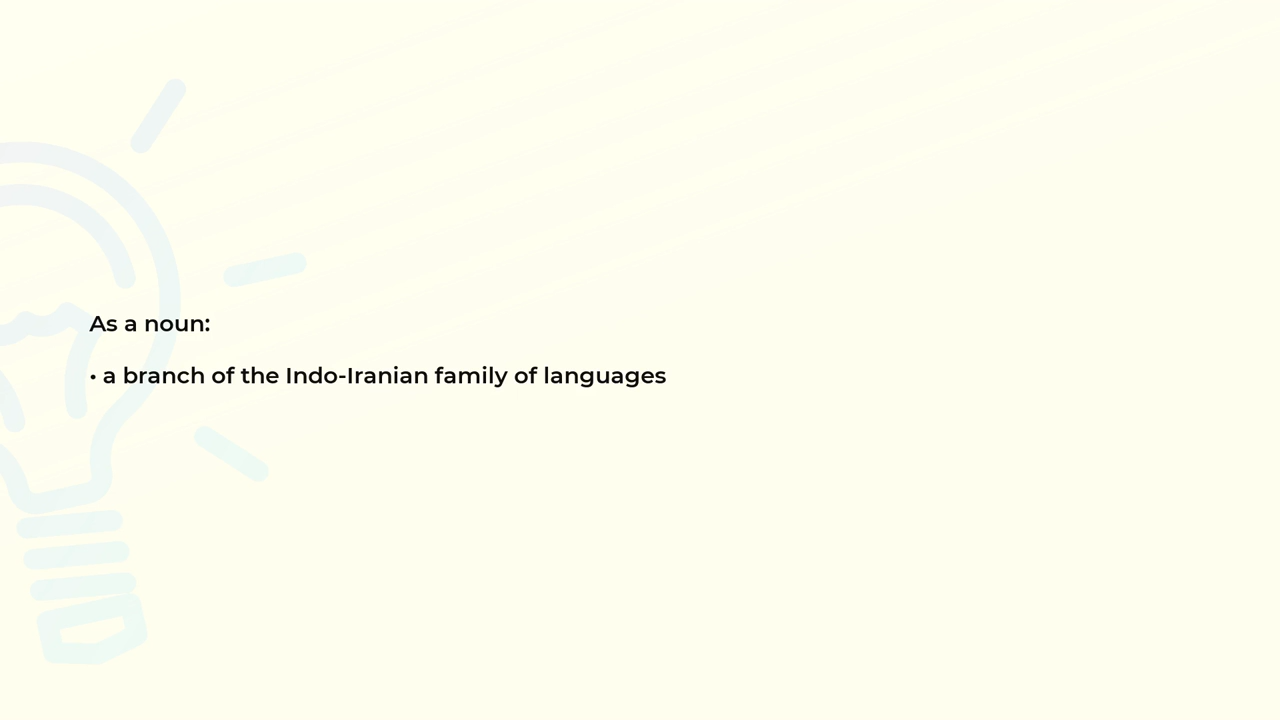 As a noun:
• a branch of the Indo-Iranian family of languages